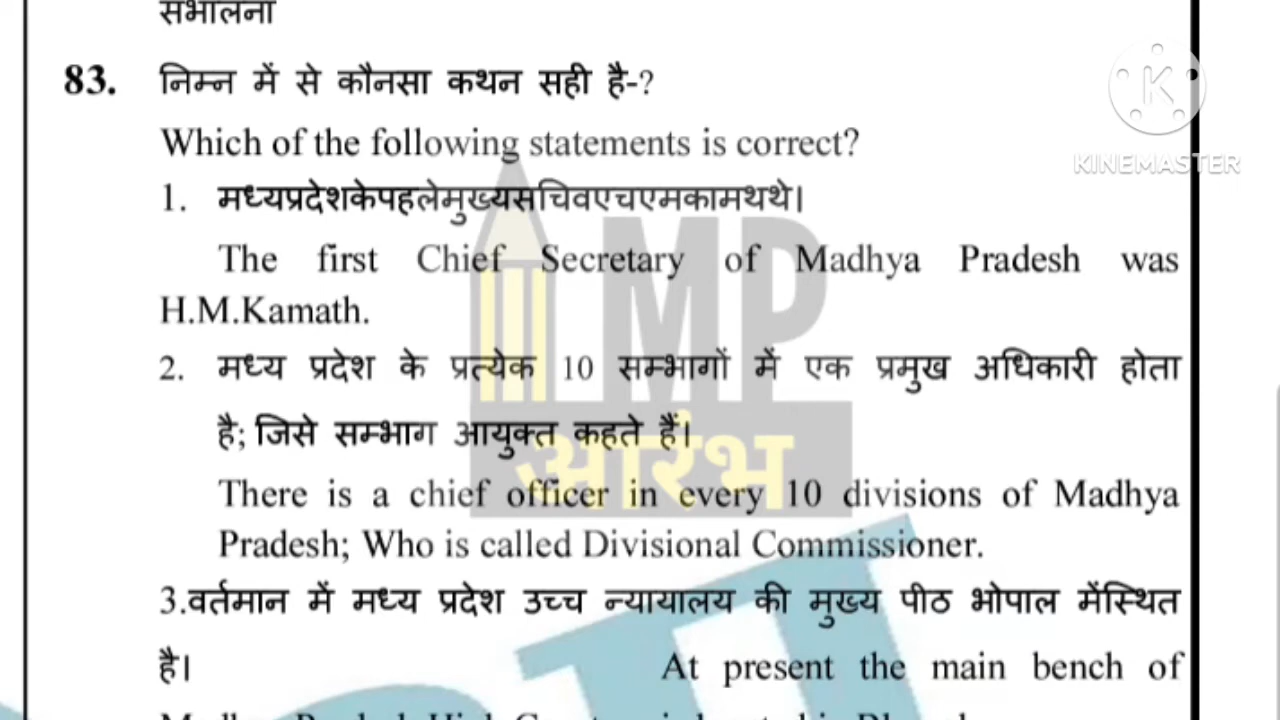 संभालना
83. निम्न में से कौनसा कथन सही है-?
Which of the following statements is correct?
KINEMASTER
1. मध्यप्रदेशकेपहलेमुख्यसचिवएचएमकामथथे।
The first Chief Secretary of Madhya Pradesh was
H.M.Kamath.
2. मध्य प्रदेश के प्रत्येक 10 सम्भागों में एक प्रमुख अधिकारी होता
है; जिसे सम्भाग आयुक्त कहते हैं।
There is a chief officer in every 10 divisions of Madhya
Pradesh; Who is called Divisional Commissioner.
3.वर्तमान में मध्य प्रदेश उच्च न्यायालय की मुख्य पीठ भोपाल मेंस्थित
है। At present the main bench of
MP
आरंभ